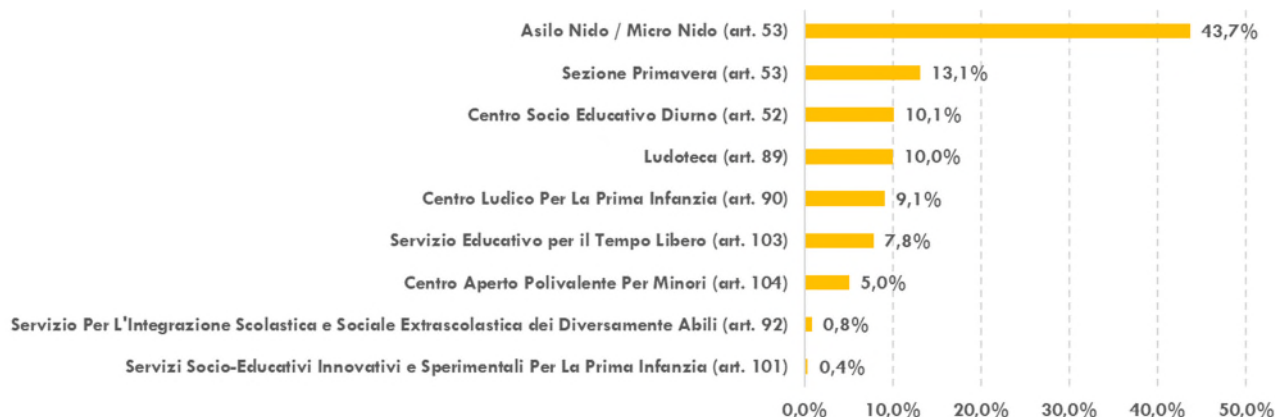 Asilo Nido / Micro Nido (art. 53) 43,7%
Sezione Primavera (art. 53) 13,1%
Centro Socio Educativo Diurno (art. 52) 10,1%
Ludoteca (art. 89) 10,0%
Centro Ludico Per La Prima Infanzia (art. 90) 9,1%
Servizio Educativo per il Tempo Libero (art. 103) 7,8%
Centro Aperto Polivalente Per Minori (art. 104) 5,0%
Servizio Per L'Integrazione Scolastica e Sociale Extrascolastica dei Diversamente Abili (art. 92) 0,8%
Servizi Socio-Educativi Innovativi e Sperimentali Per La Prima Infanzia (art. 101) 0,4%
0,0% 10,0% 20,0% 30,0% 40,0% 50,0%